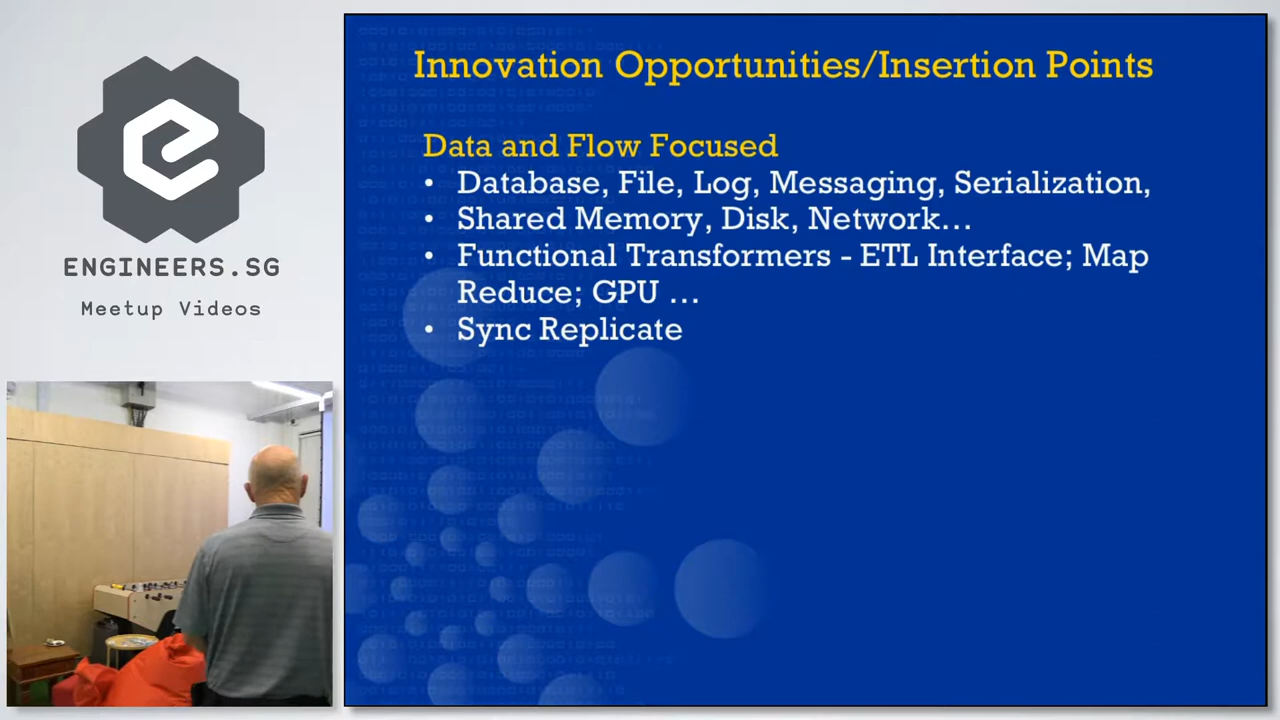 ENGINEERS.SG
Meetup Videos
Innovation Opportunities/Insertion Points
Data and Flow Focused
• Database, File, Log, Messaging, Serialization,
• Shared Memory, Disk, Network…
• Functional Transformers - ETL Interface; Map
Reduce; GPU …
• Sync Replicate